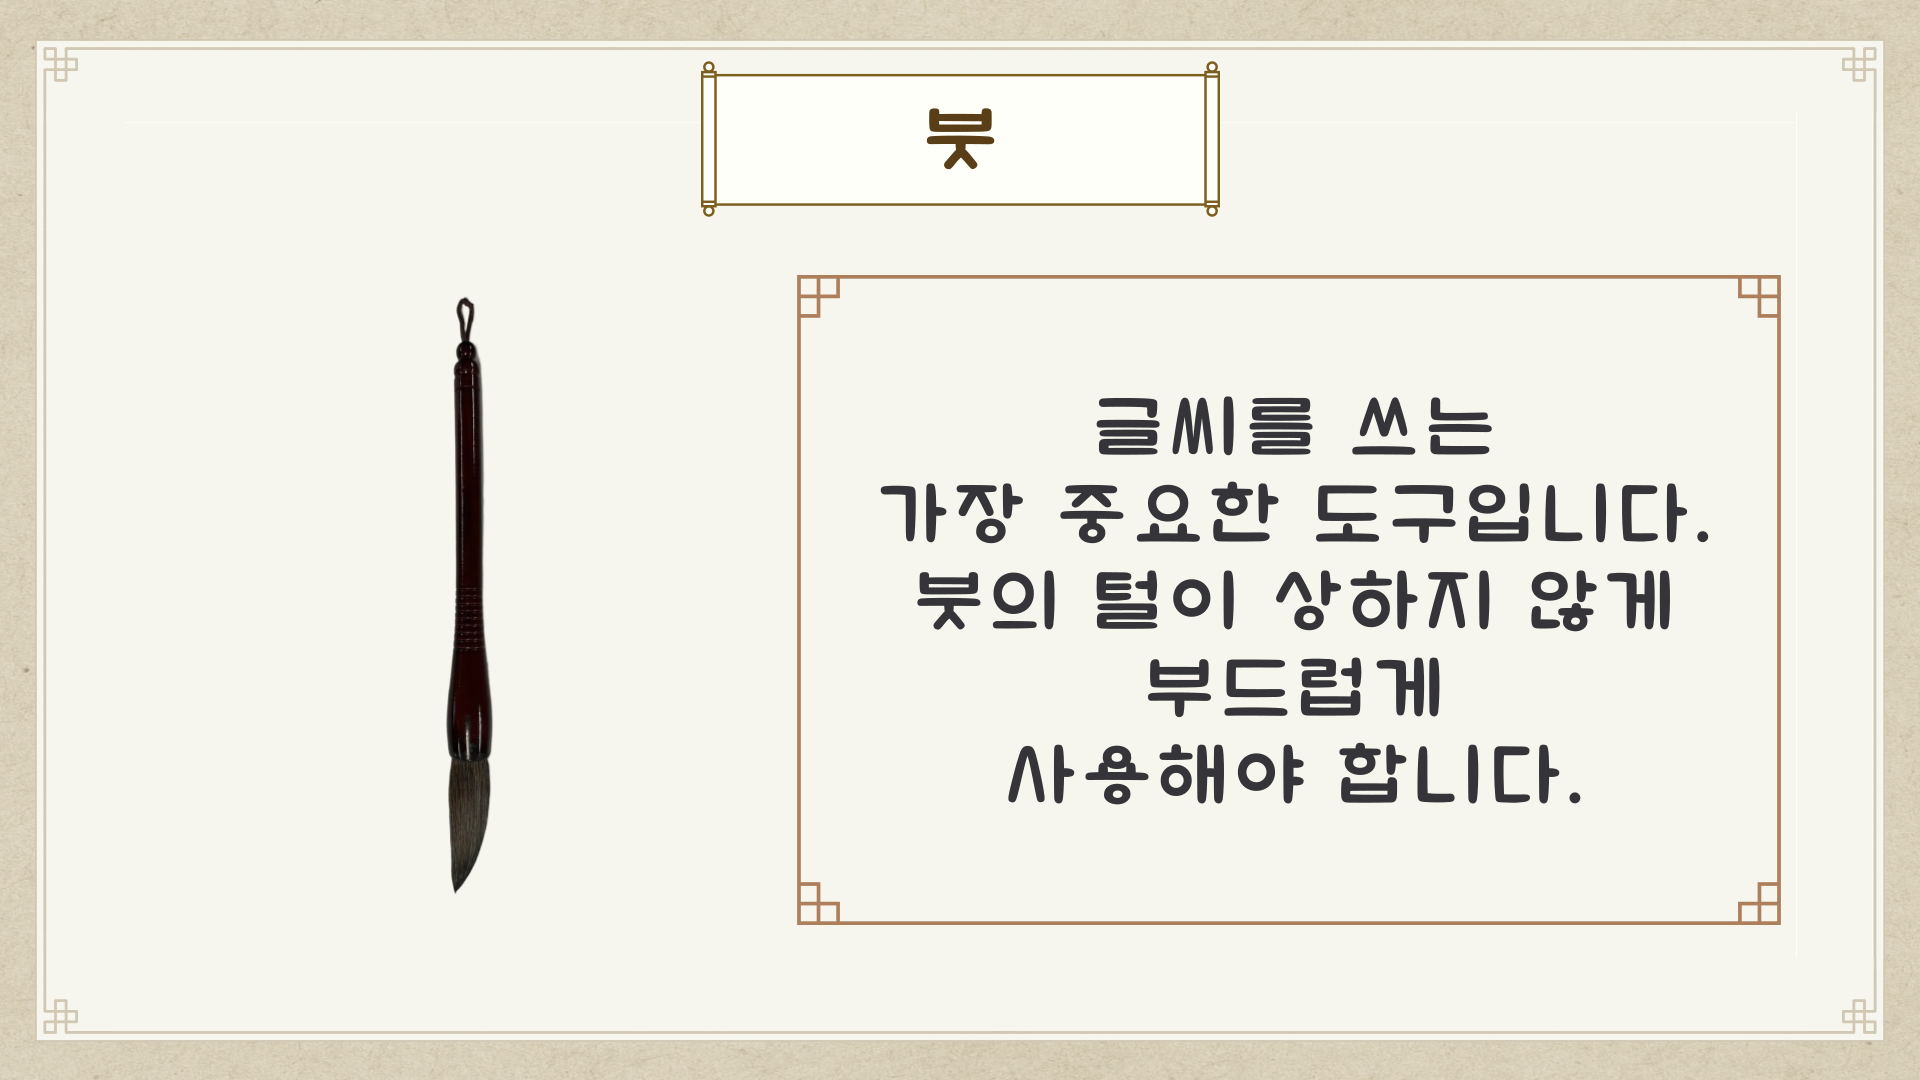 붓
글씨를 쓰는
가장 중요한 도구입니다.
붓의 털이 상하지 않게
부드럽게
사용해야 합니다.